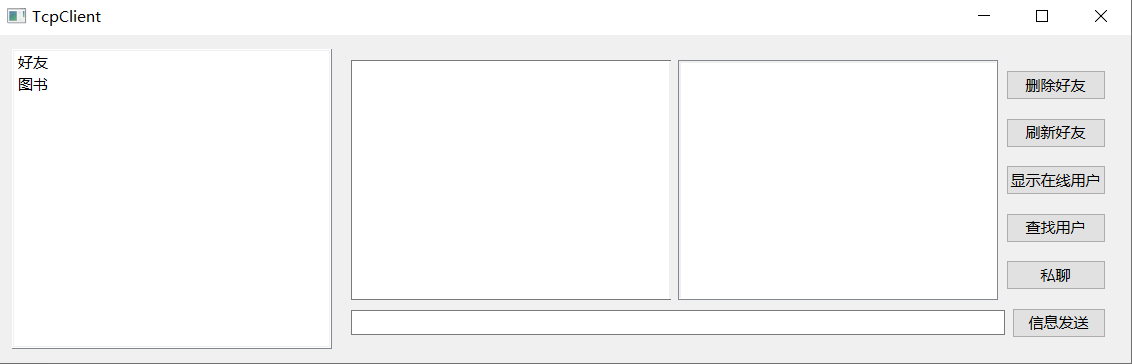 TcpClient
好友
图书
删除好友
刷新好友
显示在线用户
查找用户
私聊
信息发送